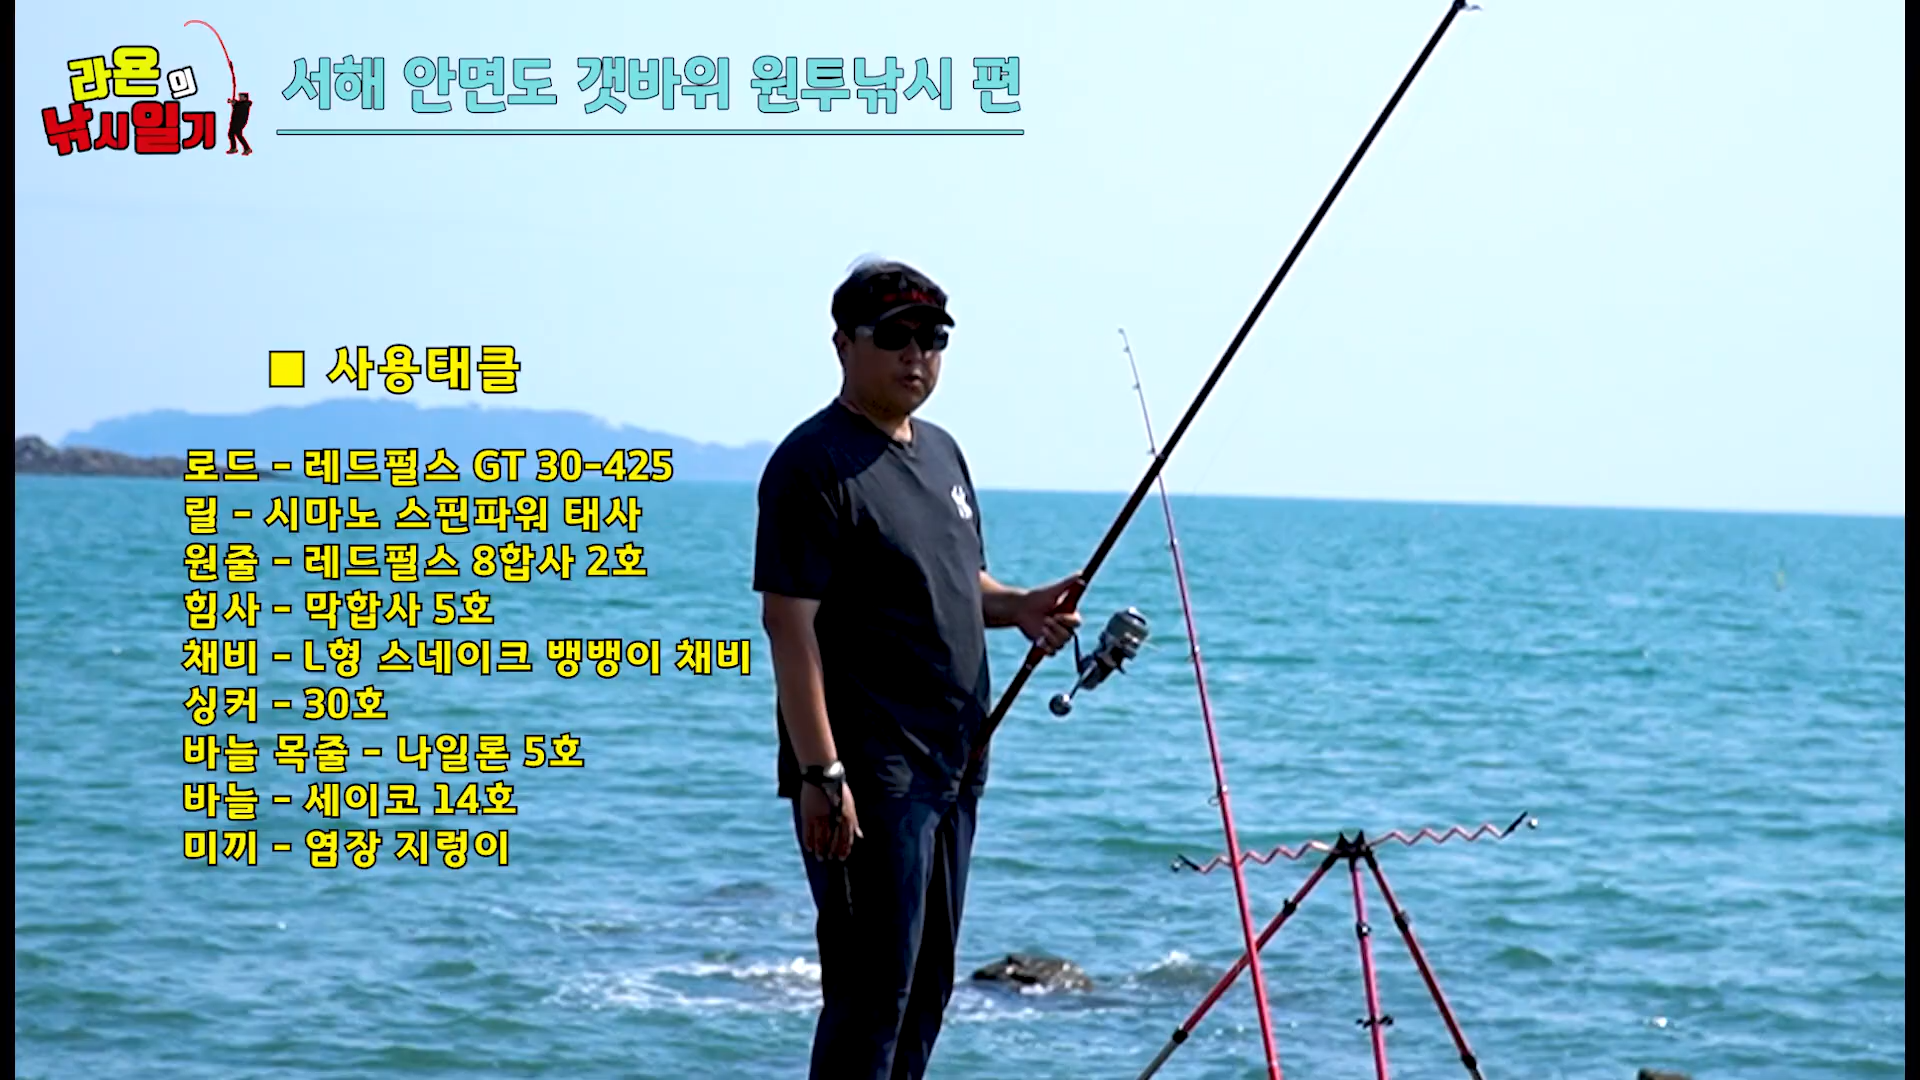 라온의
낚시일기
서해 안면도 갯바위 원투낚시 편
■ 사용태클
로드 - 레드펄스 GT 30-425
릴 - 시마노 스핀파워 태사
원줄 - 레드펄스 8합사 2호
힘사 - 막합사 5호
채비 - L형 스네이크 뱅뱅이 채비
싱커 - 30호
바늘 목줄 - 나일론 5호
바늘 - 세이코 14호
미끼 - 염장 지렁이